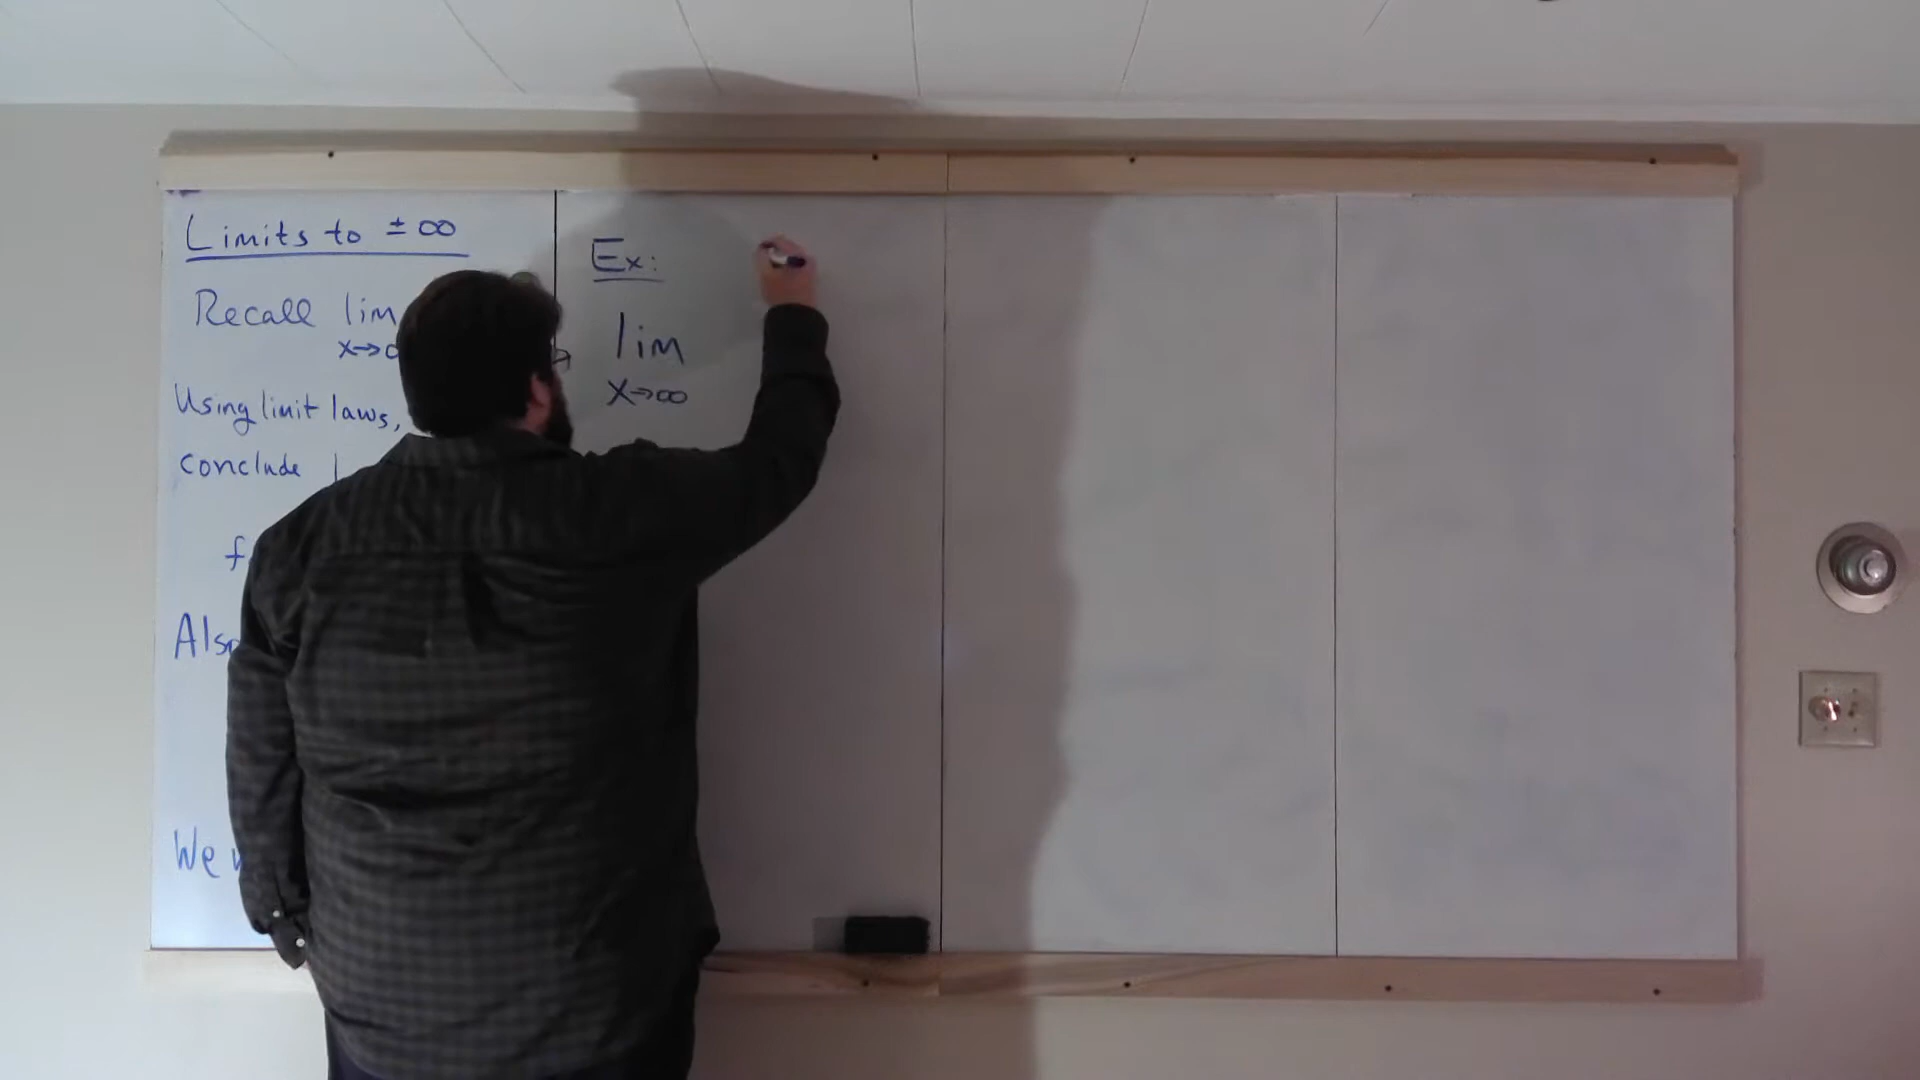 Limits to ± ∞
Recall lim
x→
Using limit laws,
conclude
f
Also
We
Ex:
lim
x→∞